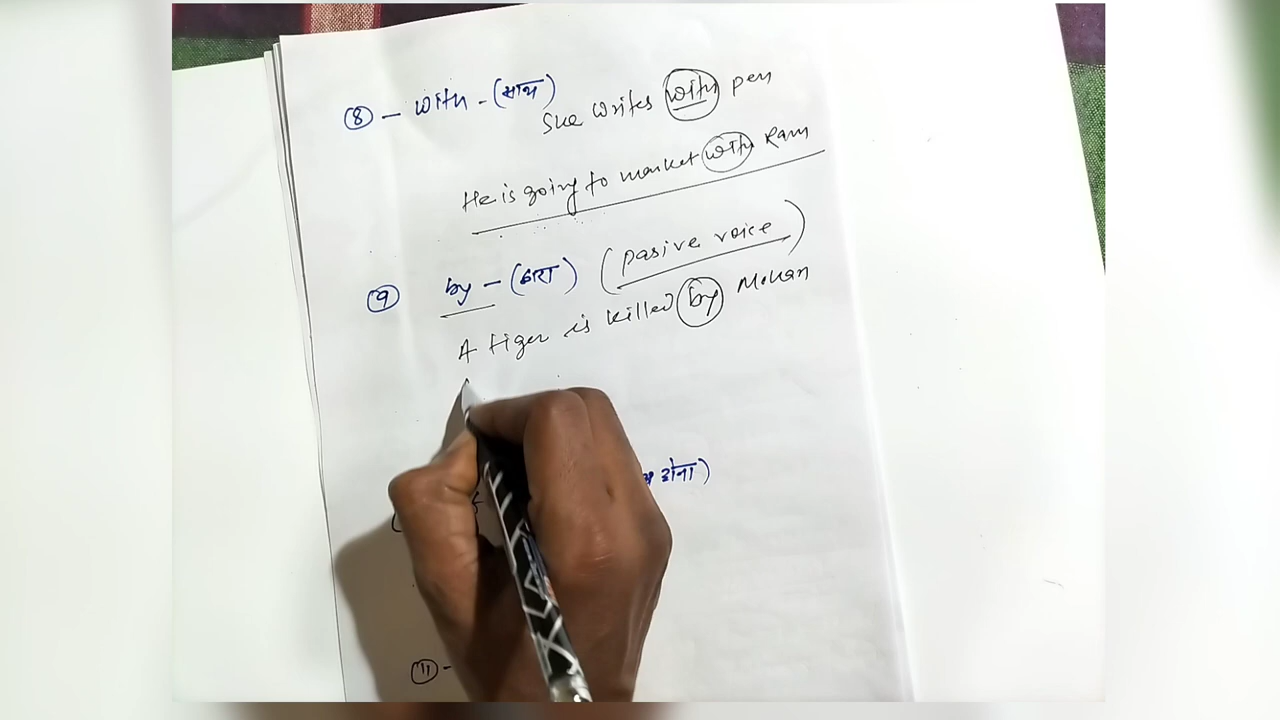 ⑧ – with - (साथ)
She writes with pen
He is going to market with Ram
⑨ by – (द्वारा) (pasive voice)
A tiger is killed by Mohan
होना)
⑪ -